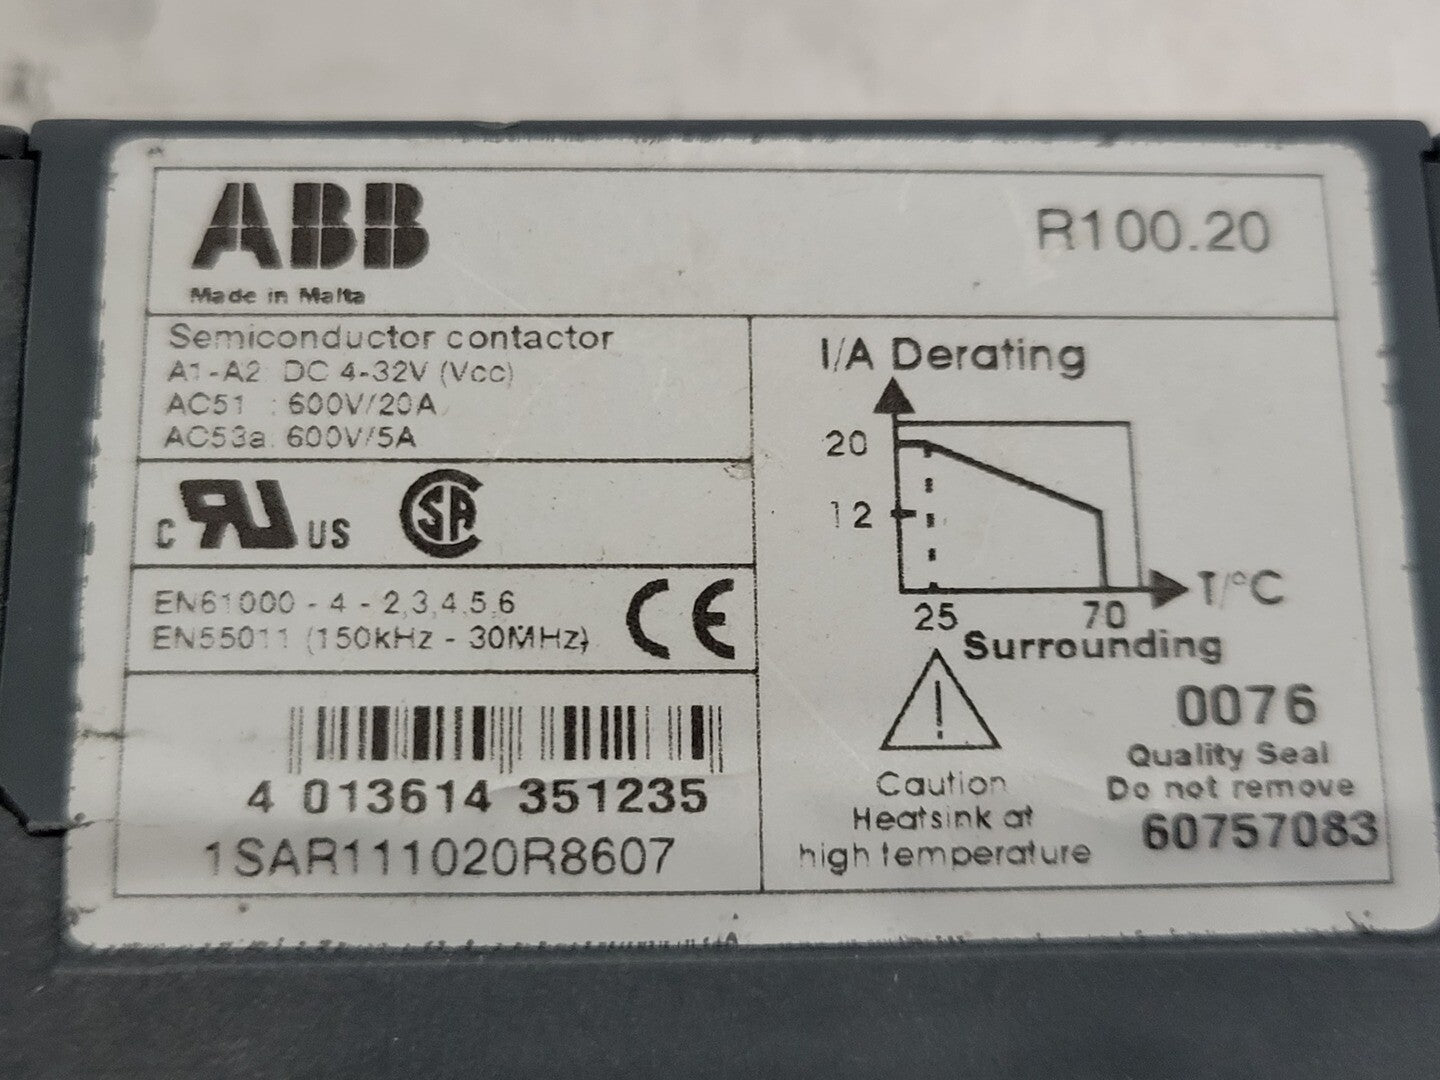 ABB
R100.20
Made in Malta
Semiconductor contactor
A1-A2: DC 4-32V (Vcc)
AC51 : 600V/20A
AC53a: 600V/5A
C RU US CSA
EN61000 - 4 - 2,3,4,5,6
EN55011 (150kHz - 30MHz)
CE
4 013614 351235
1SAR111020R8607
I/A Derating
20
12
25
70
T/°C
Surrounding
!
Caution
Heatsink at
high temperature
0076
Quality Seal
Do not remove
60757083